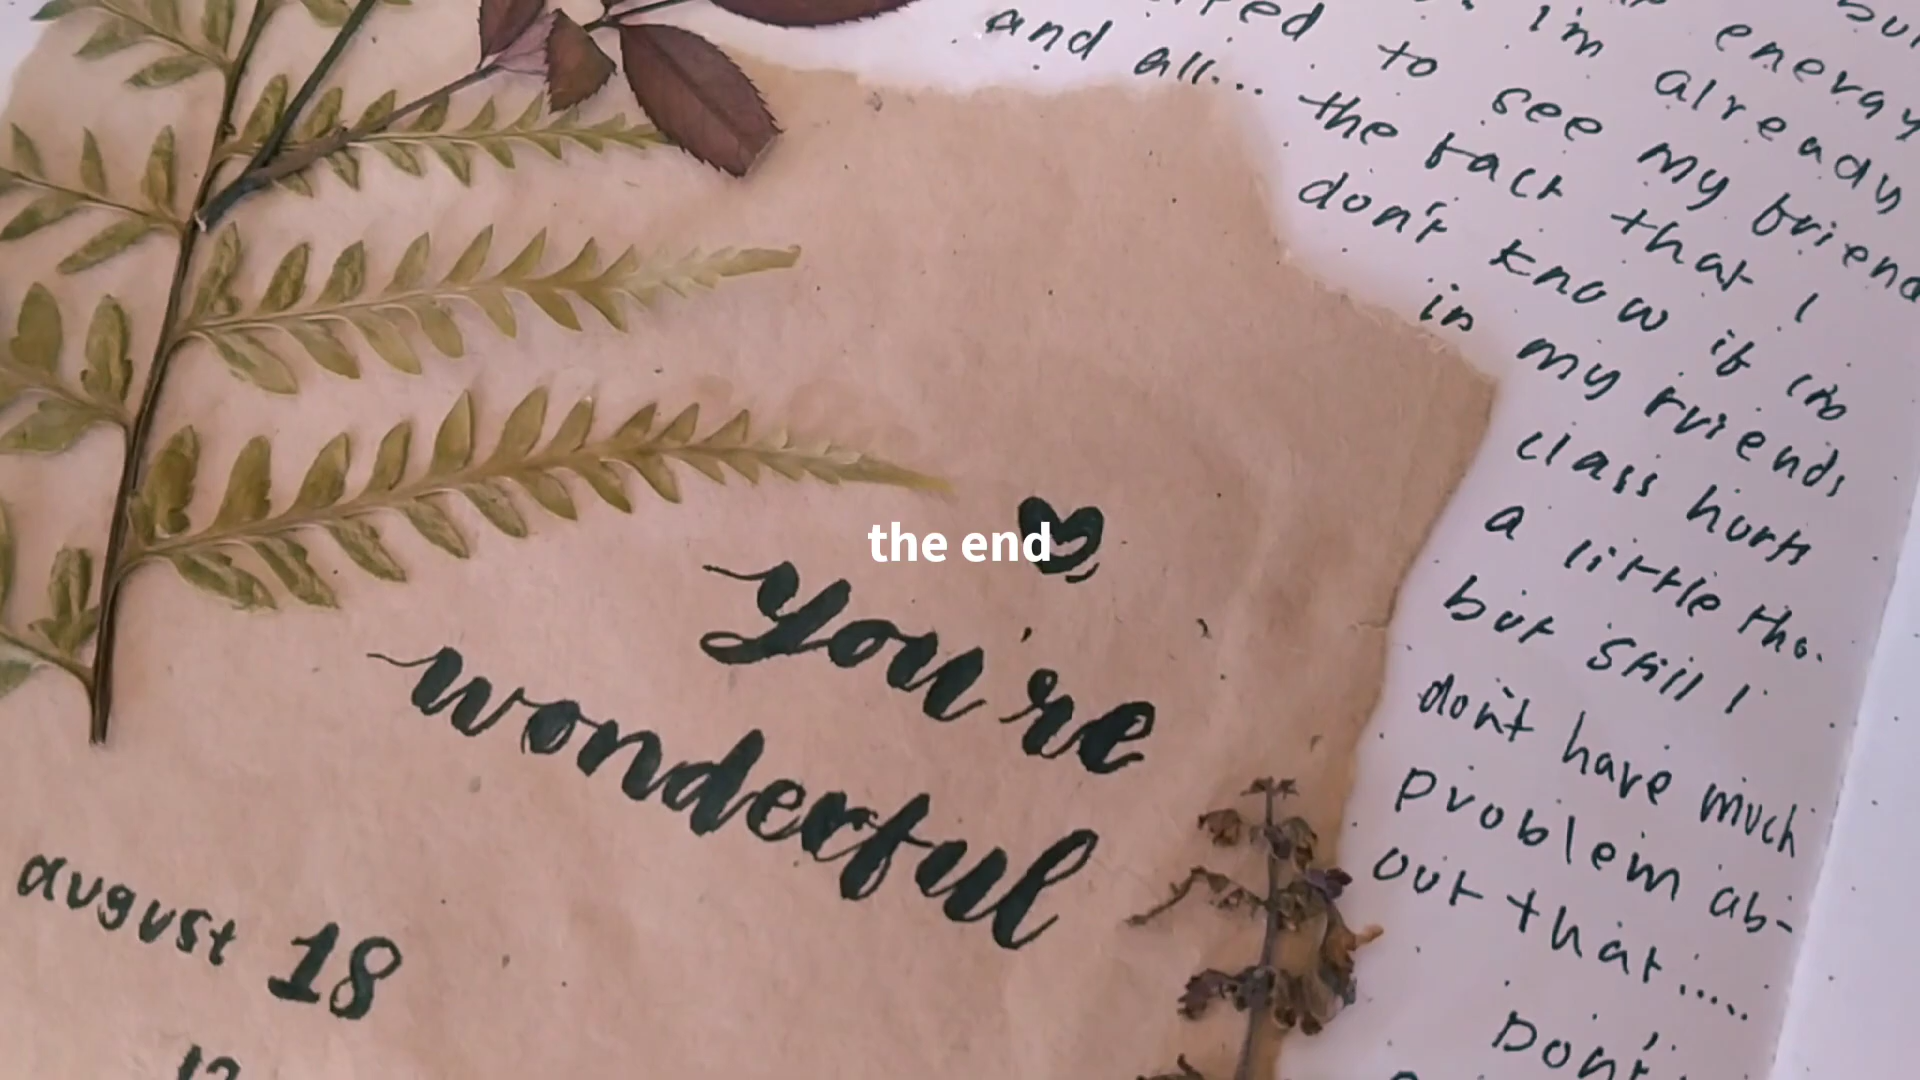 to see my friend
and all...
I'm already
the fact that I
don't know if
in my friends
class hurts
a little tho.
but still I
don't have much
problem ab-
out that....
Don't
the end
you're
wonderful
august 18